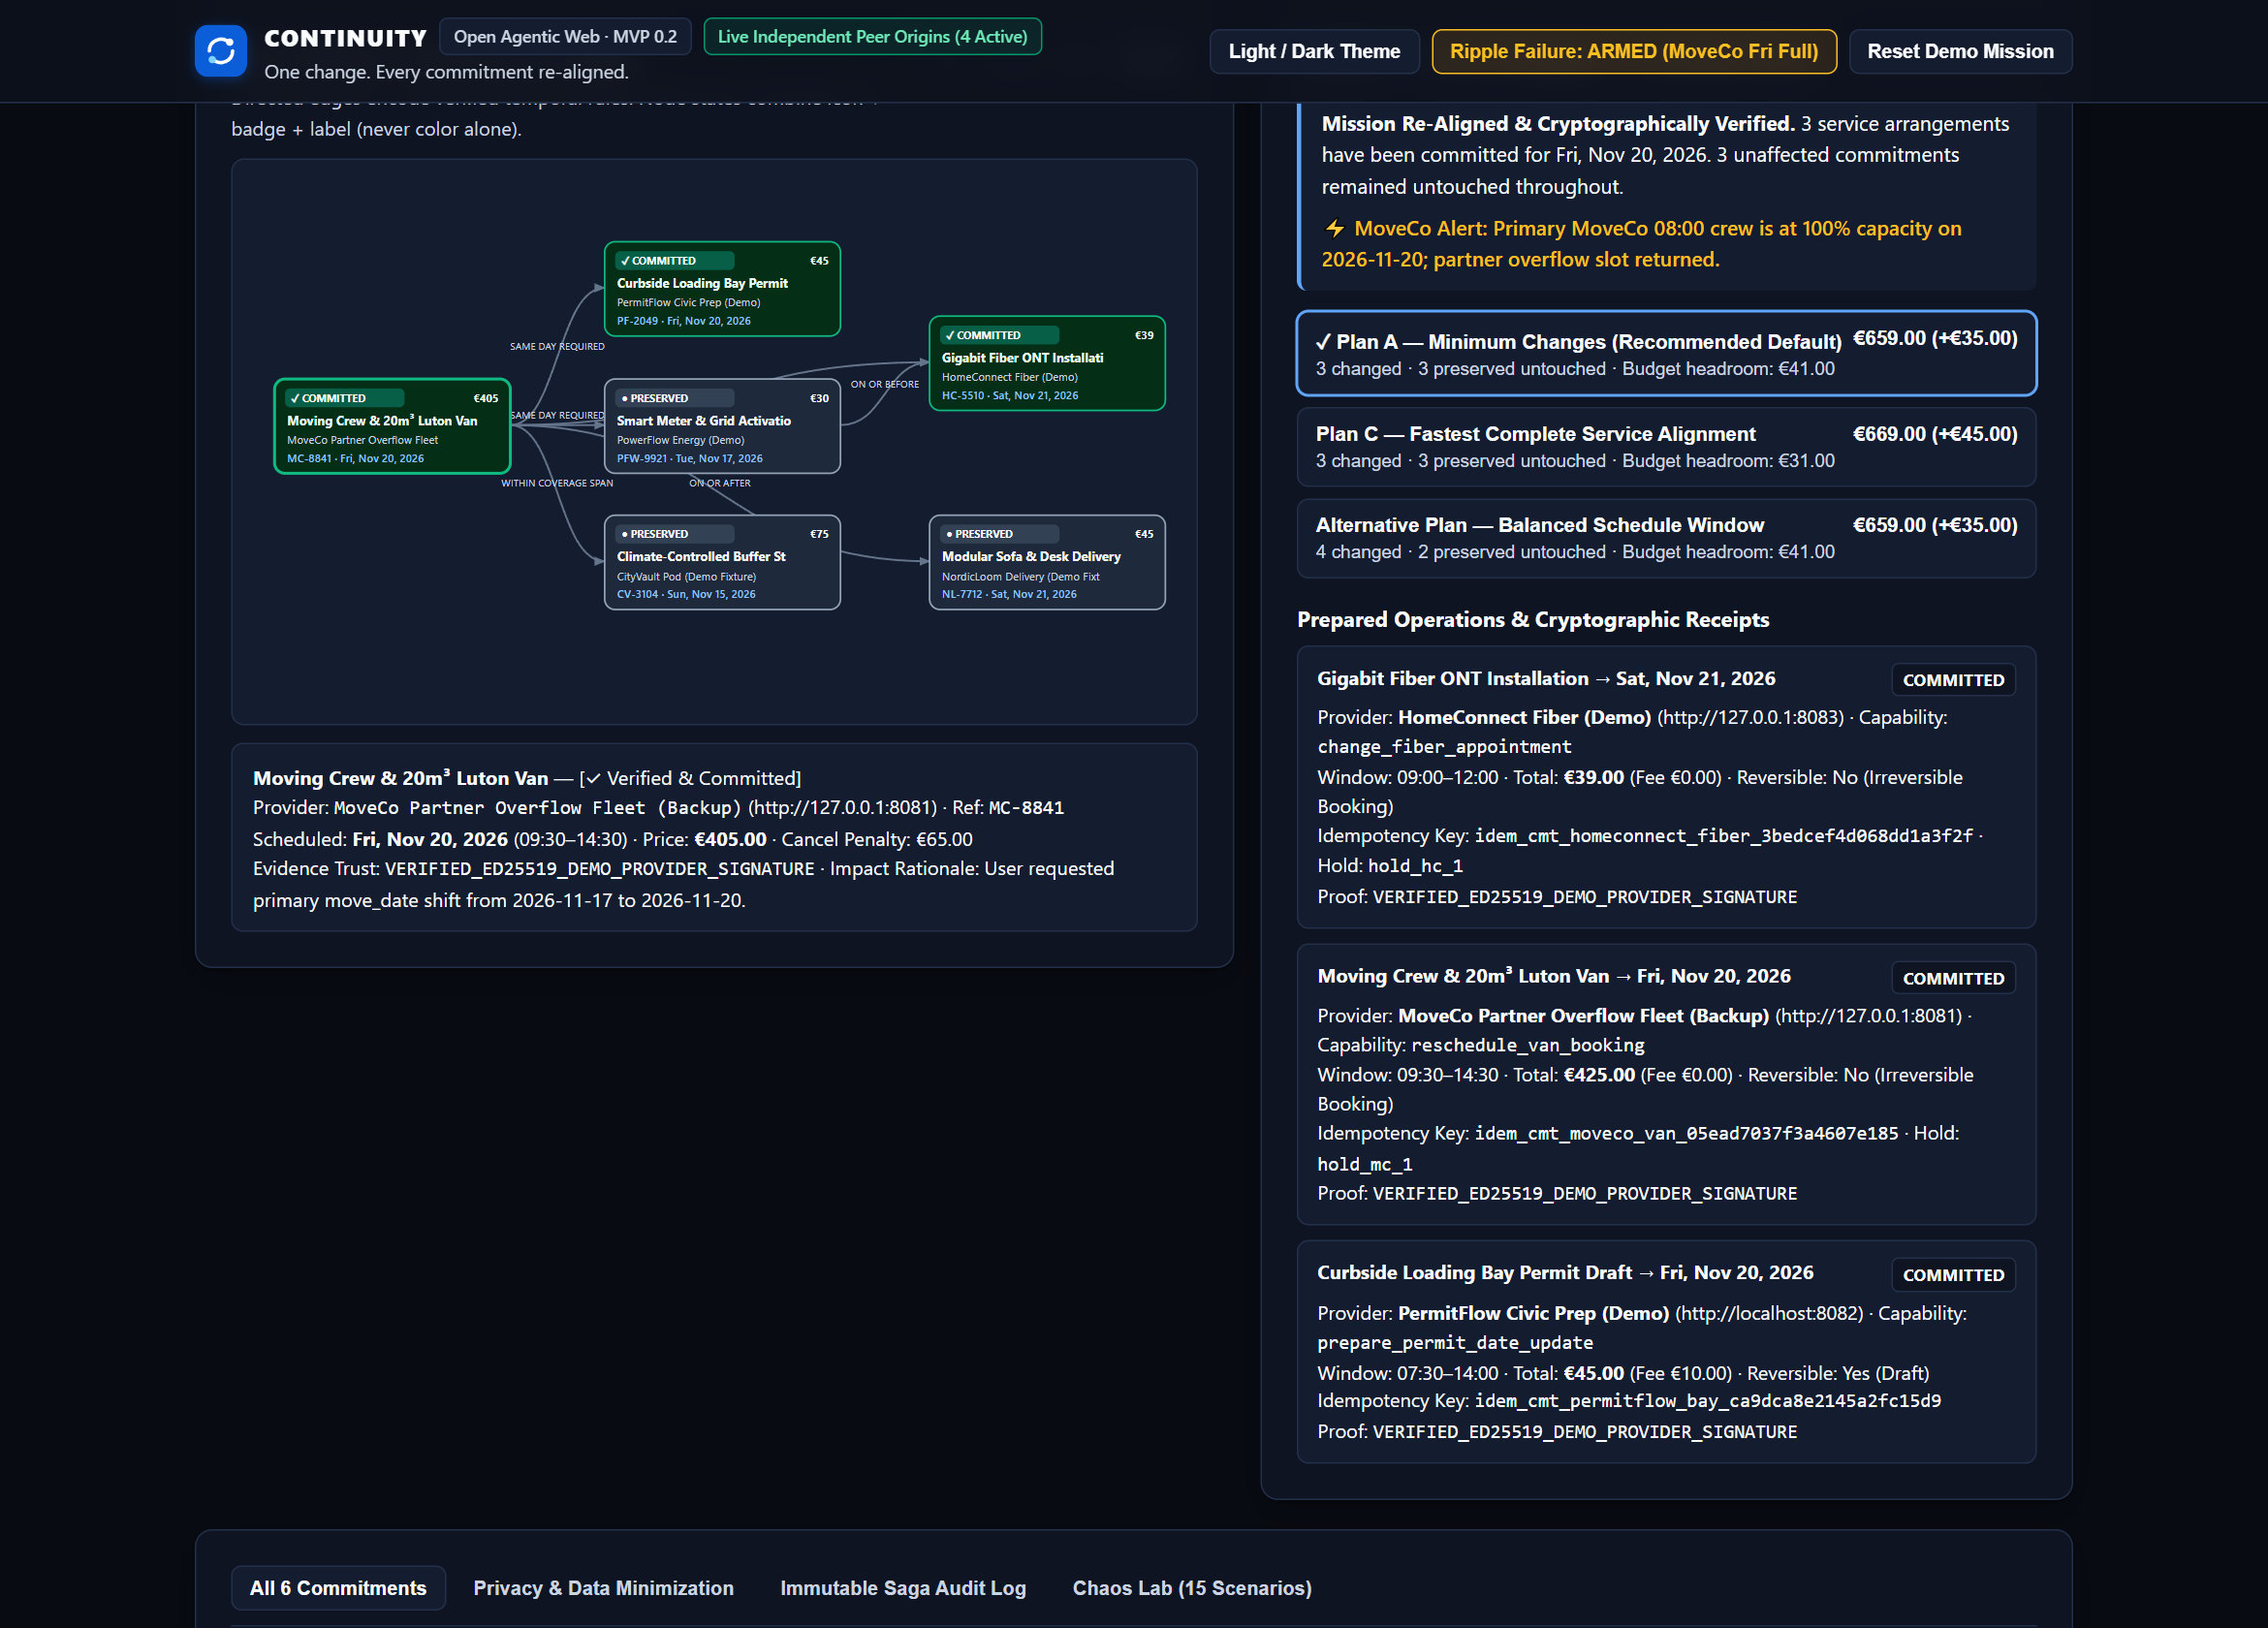 CONTINUITY
Open Agentic Web · MVP 0.2
Live Independent Peer Origins (4 Active)
One change. Every commitment re-aligned.
Light / Dark Theme
Ripple Failure: ARMED (MoveCo Fri Full)
Reset Demo Mission
badge + label (never color alone).
✓ COMMITTED €405
Moving Crew & 20m³ Luton Van
MoveCo Partner Overflow Fleet
MC-8841 · Fri, Nov 20, 2026
SAME DAY REQUIRED
SAME DAY REQUIRED
WITHIN COVERAGE SPAN
✓ COMMITTED €45
Curbside Loading Bay Permit
PermitFlow Civic Prep (Demo)
PF-2049 · Fri, Nov 20, 2026
● PRESERVED €30
Smart Meter & Grid Activatio
PowerFlow Energy (Demo)
PFW-9921 · Tue, Nov 17, 2026
ON OR AFTER
● PRESERVED €75
Climate-Controlled Buffer St
CityVault Pod (Demo Fixture)
CV-3104 · Sun, Nov 15, 2026
ON OR BEFORE
✓ COMMITTED €39
Gigabit Fiber ONT Installati
HomeConnect Fiber (Demo)
HC-5510 · Sat, Nov 21, 2026
● PRESERVED €45
Modular Sofa & Desk Delivery
NordicLoom Delivery (Demo Fixt
NL-7712 · Sat, Nov 21, 2026
Moving Crew & 20m³ Luton Van — [✓ Verified & Committed]
Provider: MoveCo Partner Overflow Fleet (Backup) (http://127.0.0.1:8081) · Ref: MC-8841
Scheduled: Fri, Nov 20, 2026 (09:30–14:30) · Price: €405.00 · Cancel Penalty: €65.00
Evidence Trust: VERIFIED_ED25519_DEMO_PROVIDER_SIGNATURE · Impact Rationale: User requested
primary move_date shift from 2026-11-17 to 2026-11-20.
Mission Re-Aligned & Cryptographically Verified. 3 service arrangements
have been committed for Fri, Nov 20, 2026. 3 unaffected commitments
remained untouched throughout.
⚡ MoveCo Alert: Primary MoveCo 08:00 crew is at 100% capacity on
2026-11-20; partner overflow slot returned.
✓ Plan A — Minimum Changes (Recommended Default) €659.00 (+€35.00)
3 changed · 3 preserved untouched · Budget headroom: €41.00
Plan C — Fastest Complete Service Alignment €669.00 (+€45.00)
3 changed · 3 preserved untouched · Budget headroom: €31.00
Alternative Plan — Balanced Schedule Window €659.00 (+€35.00)
4 changed · 2 preserved untouched · Budget headroom: €41.00
Prepared Operations & Cryptographic Receipts
Gigabit Fiber ONT Installation → Sat, Nov 21, 2026 COMMITTED
Provider: HomeConnect Fiber (Demo) (http://127.0.0.1:8083) · Capability:
change_fiber_appointment
Window: 09:00–12:00 · Total: €39.00 (Fee €0.00) · Reversible: No (Irreversible
Booking)
Idempotency Key: idem_cmt_homeconnect_fiber_3bedcef4d068dd1a3f2f ·
Hold: hold_hc_1
Proof: VERIFIED_ED25519_DEMO_PROVIDER_SIGNATURE
Moving Crew & 20m³ Luton Van → Fri, Nov 20, 2026 COMMITTED
Provider: MoveCo Partner Overflow Fleet (Backup) (http://127.0.0.1:8081) ·
Capability: reschedule_van_booking
Window: 09:30–14:30 · Total: €425.00 (Fee €0.00) · Reversible: No (Irreversible
Booking)
Idempotency Key: idem_cmt_moveco_van_05ead7037f3a4607e185 · Hold:
hold_mc_1
Proof: VERIFIED_ED25519_DEMO_PROVIDER_SIGNATURE
Curbside Loading Bay Permit Draft → Fri, Nov 20, 2026 COMMITTED
Provider: PermitFlow Civic Prep (Demo) (http://localhost:8082) · Capability:
prepare_permit_date_update
Window: 07:30–14:00 · Total: €45.00 (Fee €10.00) · Reversible: Yes (Draft)
Idempotency Key: idem_cmt_permitflow_bay_ca9dca8e2145a2fc15d9
Proof: VERIFIED_ED25519_DEMO_PROVIDER_SIGNATURE
All 6 Commitments
Privacy & Data Minimization
Immutable Saga Audit Log
Chaos Lab (15 Scenarios)